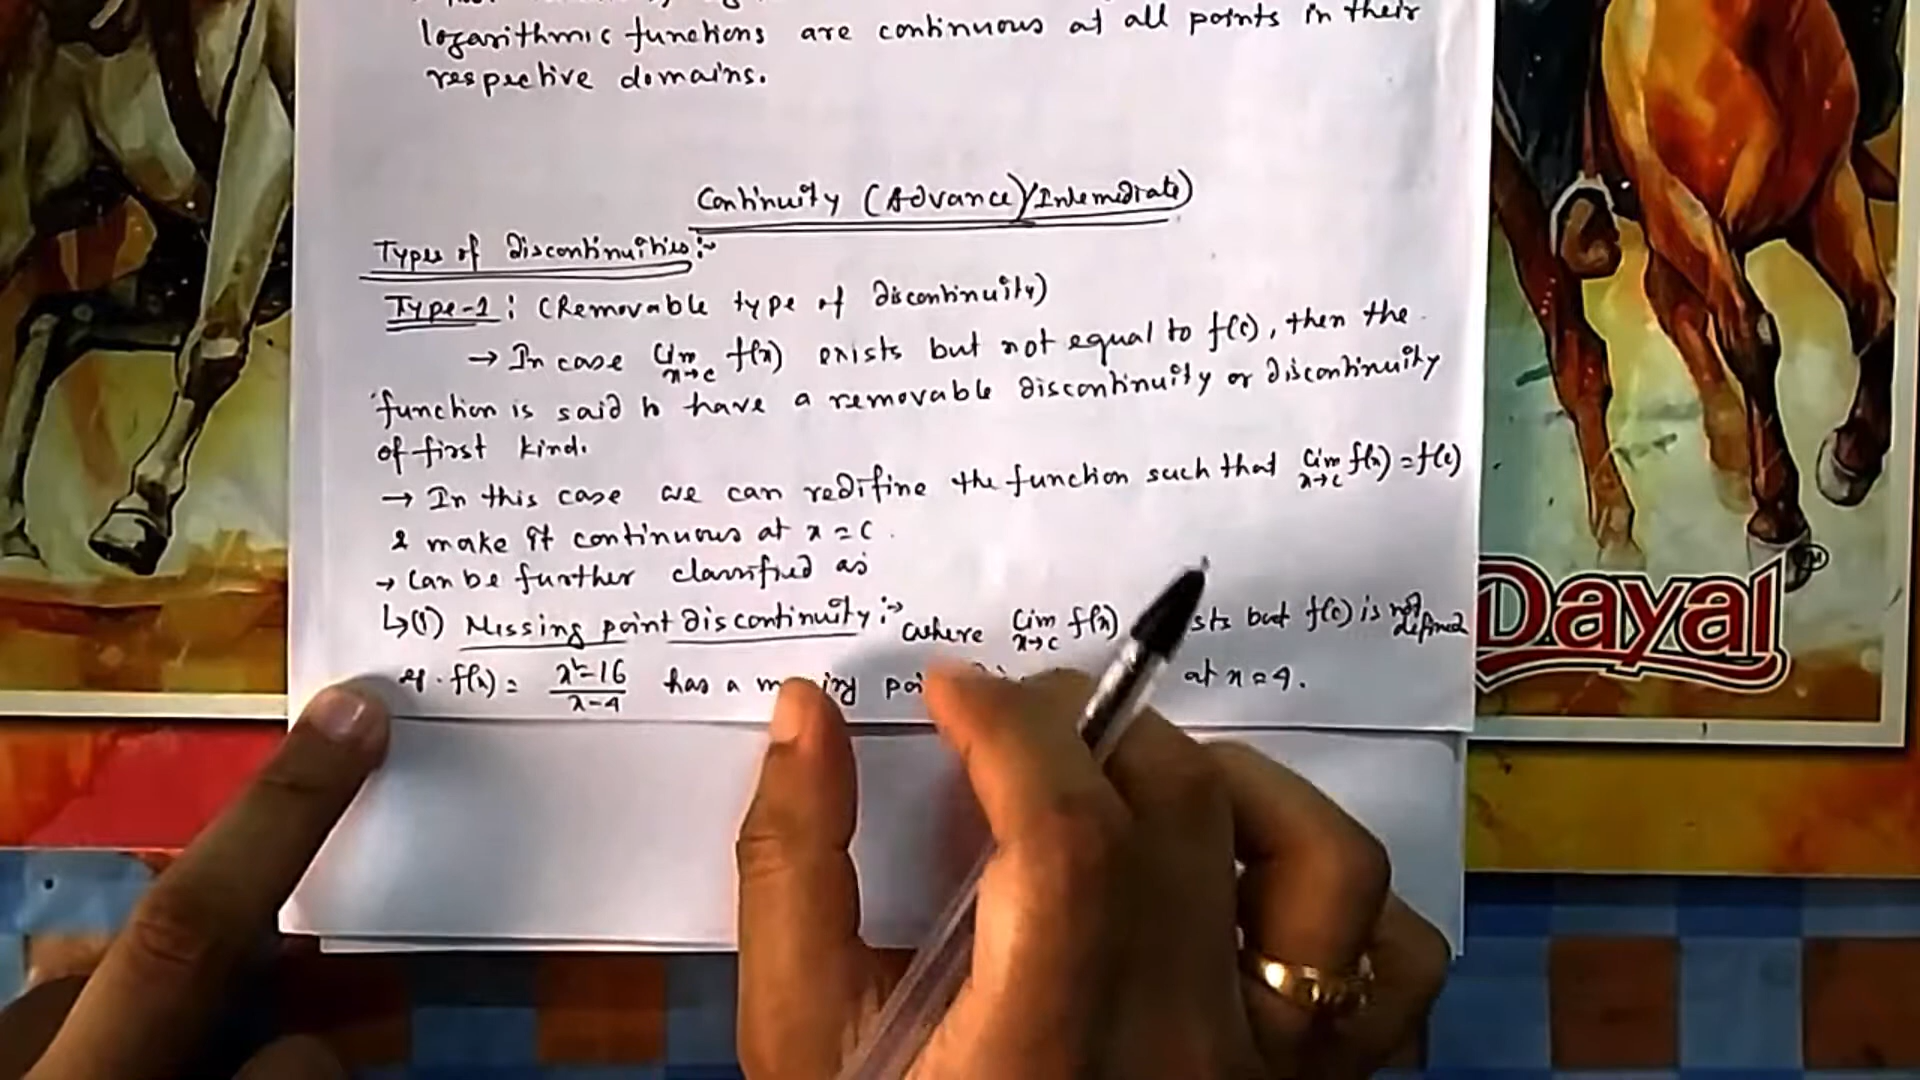 logarithmic functions are continuous at all points in their
respective domains.
Continuity (Advance)/Intemediate)
Types of discontinuities:-
Type-1: (Removable type of discontinuity)
→ In case lim x→c f(x) exists but not equal to f(c), then the
function is said to have a removable discontinuity or discontinuity
of first kind.
→ In this case we can redifine the function such that lim x→c f(x) = f(c)
& make it continuous at x = c.
→ Can be further classified as
↳(1) Missing point discontinuity:- where lim x→c f(x) but f(c) is not defined
eg. f(x) = x²-16 / x-4 has a at x = 4.
Dayal